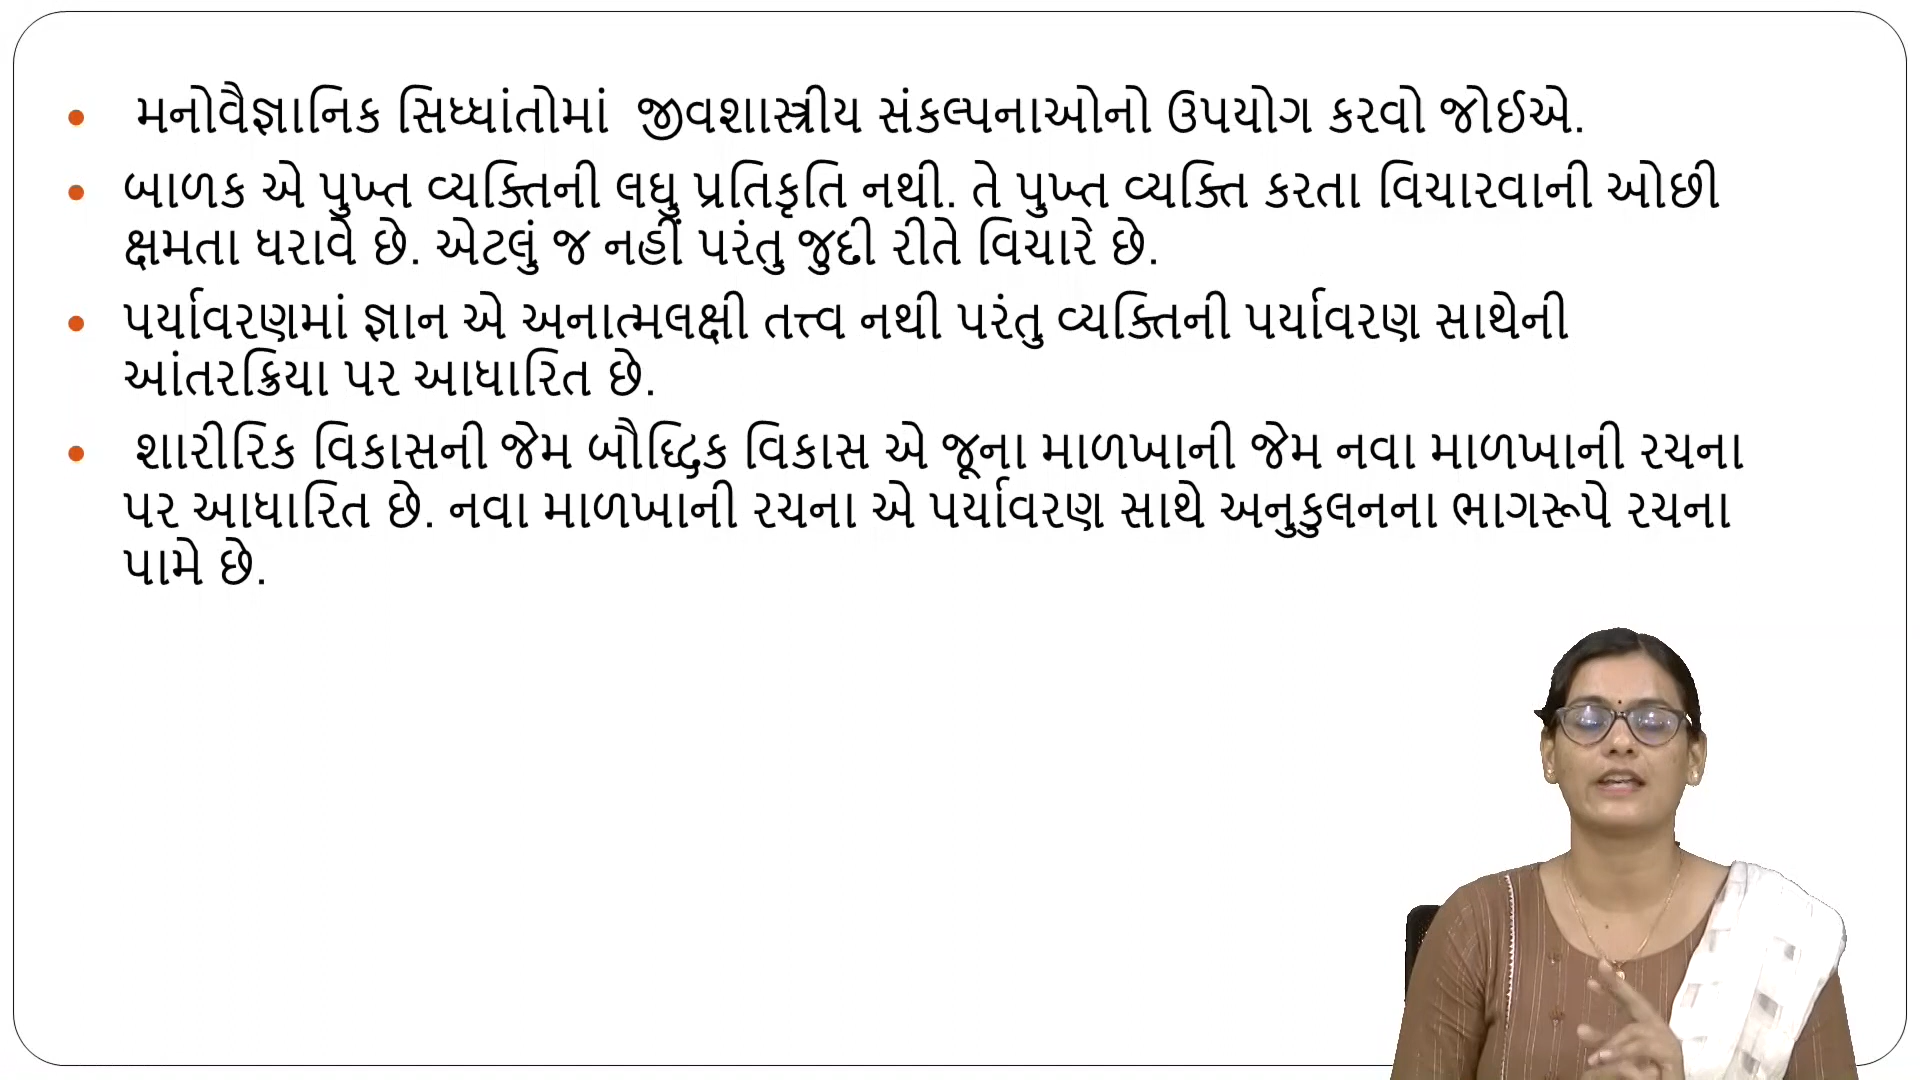 • મનોવૈજ્ઞાનિક સિધ્ધાંતોમાં જીવશાસ્ત્રીય સંકલ્પનાઓનો ઉપયોગ કરવો જોઈએ.
• બાળક એ પુખ્ત વ્યક્તિની લઘુ પ્રતિકૃતિ નથી. તે પુખ્ત વ્યક્તિ કરતા વિચારવાની ઓછી
ક્ષમતા ધરાવે છે. એટલું જ નહીં પરંતુ જુદી રીતે વિચારે છે.
• પર્યાવરણમાં જ્ઞાન એ અનાત્મલક્ષી તત્ત્વ નથી પરંતુ વ્યક્તિની પર્યાવરણ સાથેની
આંતરક્રિયા પર આધારિત છે.
• શારીરિક વિકાસની જેમ બૌધ્દ્ધિક વિકાસ એ જૂના માળખાની જેમ નવા માળખાની રચના
પર આધારિત છે. નવા માળખાની રચના એ પર્યાવરણ સાથે અનુકુલનના ભાગરૂપે રચના
પામે છે.